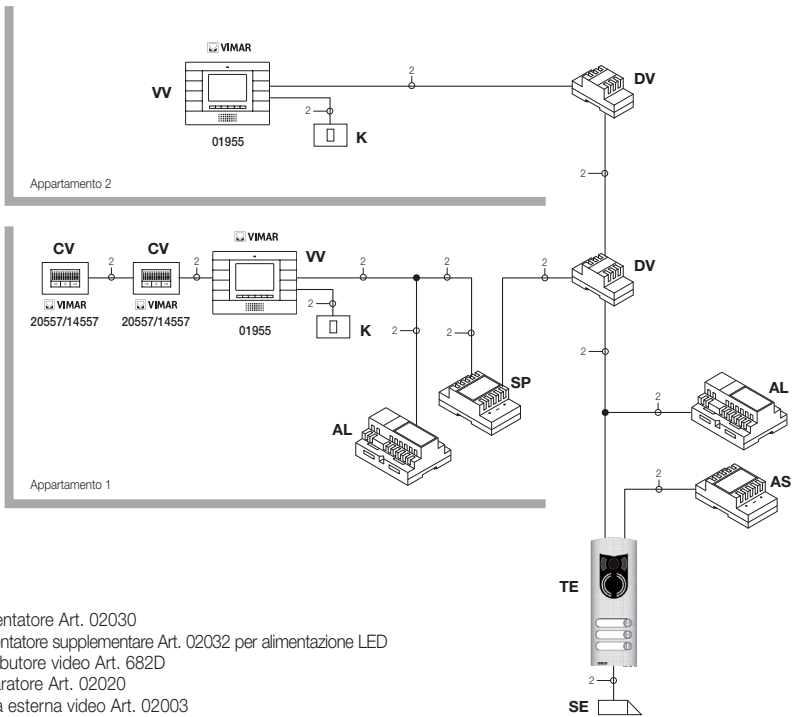 VIMAR
2
DV
VV
2
K
01955
2
Appartamento 2
VIMAR
CV 2 CV 2 VV 2 2 2 DV
VIMAR VIMAR
20557/14557 20557/14557 01955
2 K 2 2
2
SP
2 AL
AL
2 AS
Appartamento 1
TE
entatore Art. 02030
entatore supplementare Art. 02032 per alimentazione LED
butore video Art. 682D
aratore Art. 02020
a esterna video Art. 02003
2
SE